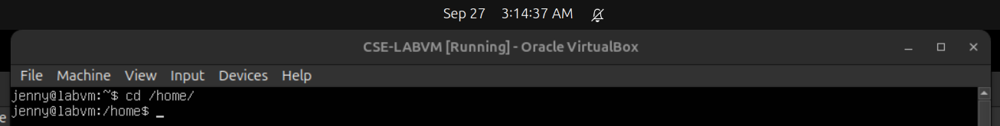 Sep 27 3:14:37 AM
CSE-LABVM [Running] - Oracle VirtualBox
File Machine View Input Devices Help
jenny@labvm:~$ cd /home/
jenny@labvm:/home$ _
e